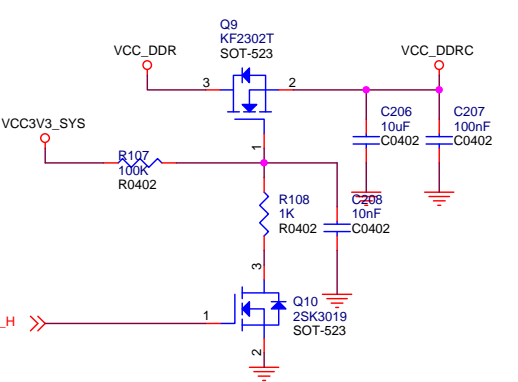 Q9
KF2302T
SOT-523
VCC_DDR
VCC_DDRC
3
2
1
VCC3V3_SYS
R107
100K
R0402
C206
10uF
C0402
C207
100nF
C0402
R108
1K
R0402
C208
10nF
C0402
3
Q10
2SK3019
SOT-523
_H
1
2